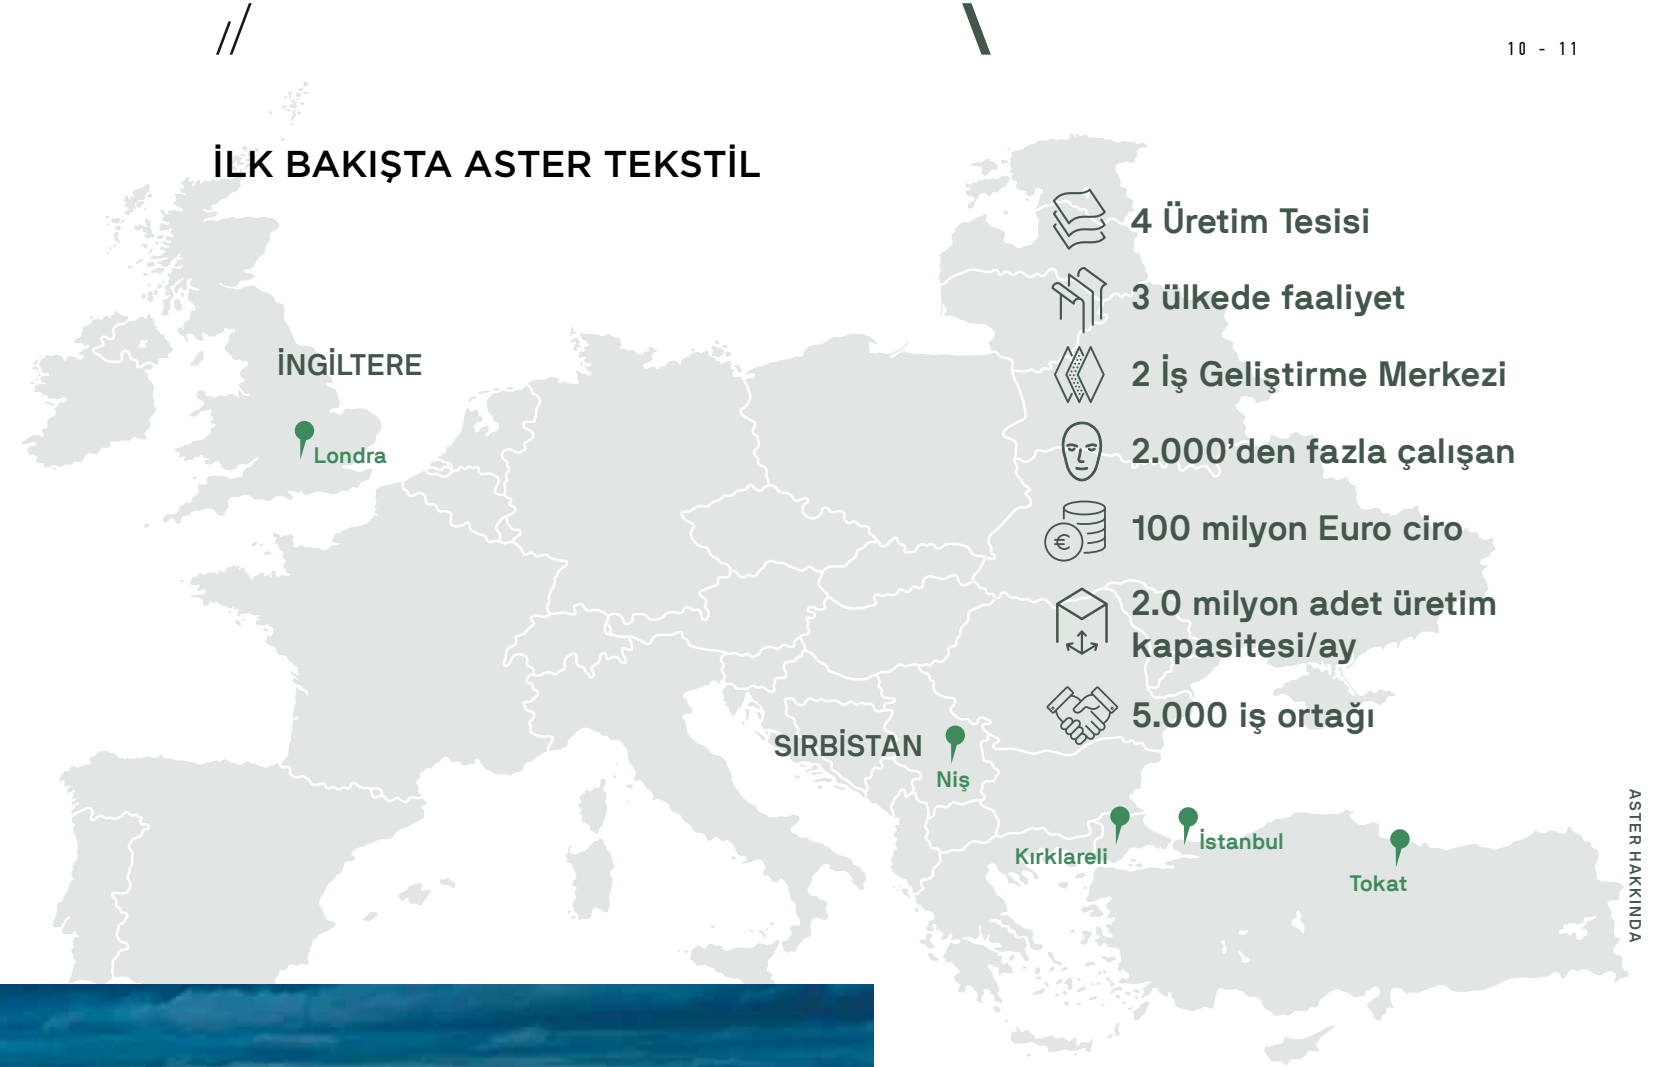 10 - 11
İLK BAKIŞTA ASTER TEKSTİL
4 Üretim Tesisi
3 ülkede faaliyet
2 İş Geliştirme Merkezi
2.000’den fazla çalışan
100 milyon Euro ciro
2.0 milyon adet üretim
kapasitesi/ay
5.000 iş ortağı
İNGİLTERE
Londra
SIRBİSTAN
Niş
Kırklareli
İstanbul
Tokat
ASTER HAKKINDA